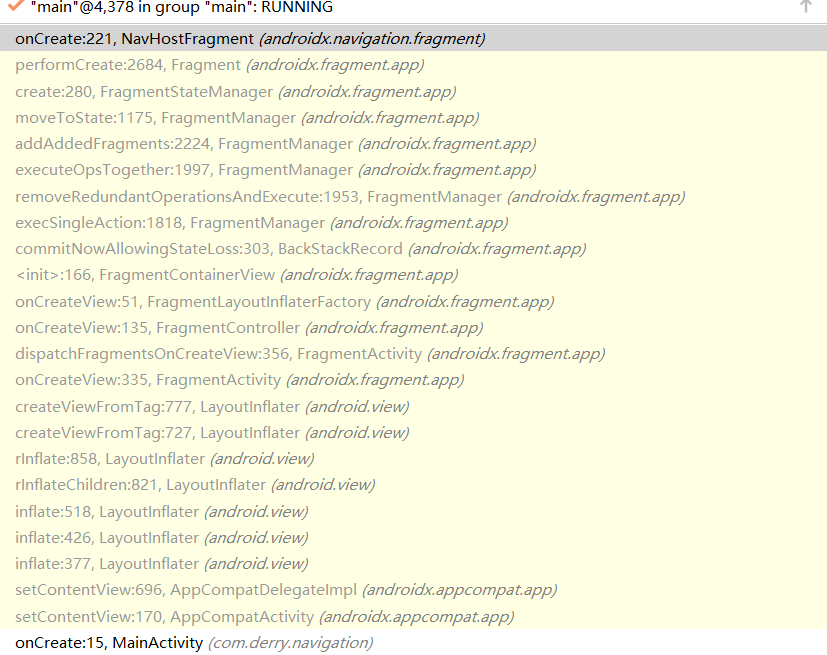 "main"@4,378 in group "main": RUNNING
onCreate:221, NavHostFragment (androidx.navigation.fragment)
performCreate:2684, Fragment (androidx.fragment.app)
create:280, FragmentStateManager (androidx.fragment.app)
moveToState:1175, FragmentManager (androidx.fragment.app)
addAddedFragments:2224, FragmentManager (androidx.fragment.app)
executeOpsTogether:1997, FragmentManager (androidx.fragment.app)
removeRedundantOperationsAndExecute:1953, FragmentManager (androidx.fragment.app)
execSingleAction:1818, FragmentManager (androidx.fragment.app)
commitNowAllowingStateLoss:303, BackStackRecord (androidx.fragment.app)
<init>:166, FragmentContainerView (androidx.fragment.app)
onCreateView:51, FragmentLayoutInflaterFactory (androidx.fragment.app)
onCreateView:135, FragmentController (androidx.fragment.app)
dispatchFragmentsOnCreateView:356, FragmentActivity (androidx.fragment.app)
onCreateView:335, FragmentActivity (androidx.fragment.app)
createViewFromTag:777, LayoutInflater (android.view)
createViewFromTag:727, LayoutInflater (android.view)
rInflate:858, LayoutInflater (android.view)
rInflateChildren:821, LayoutInflater (android.view)
inflate:518, LayoutInflater (android.view)
inflate:426, LayoutInflater (android.view)
inflate:377, LayoutInflater (android.view)
setContentView:696, AppCompatDelegateImpl (androidx.appcompat.app)
setContentView:170, AppCompatActivity (androidx.appcompat.app)
onCreate:15, MainActivity (com.derry.navigation)